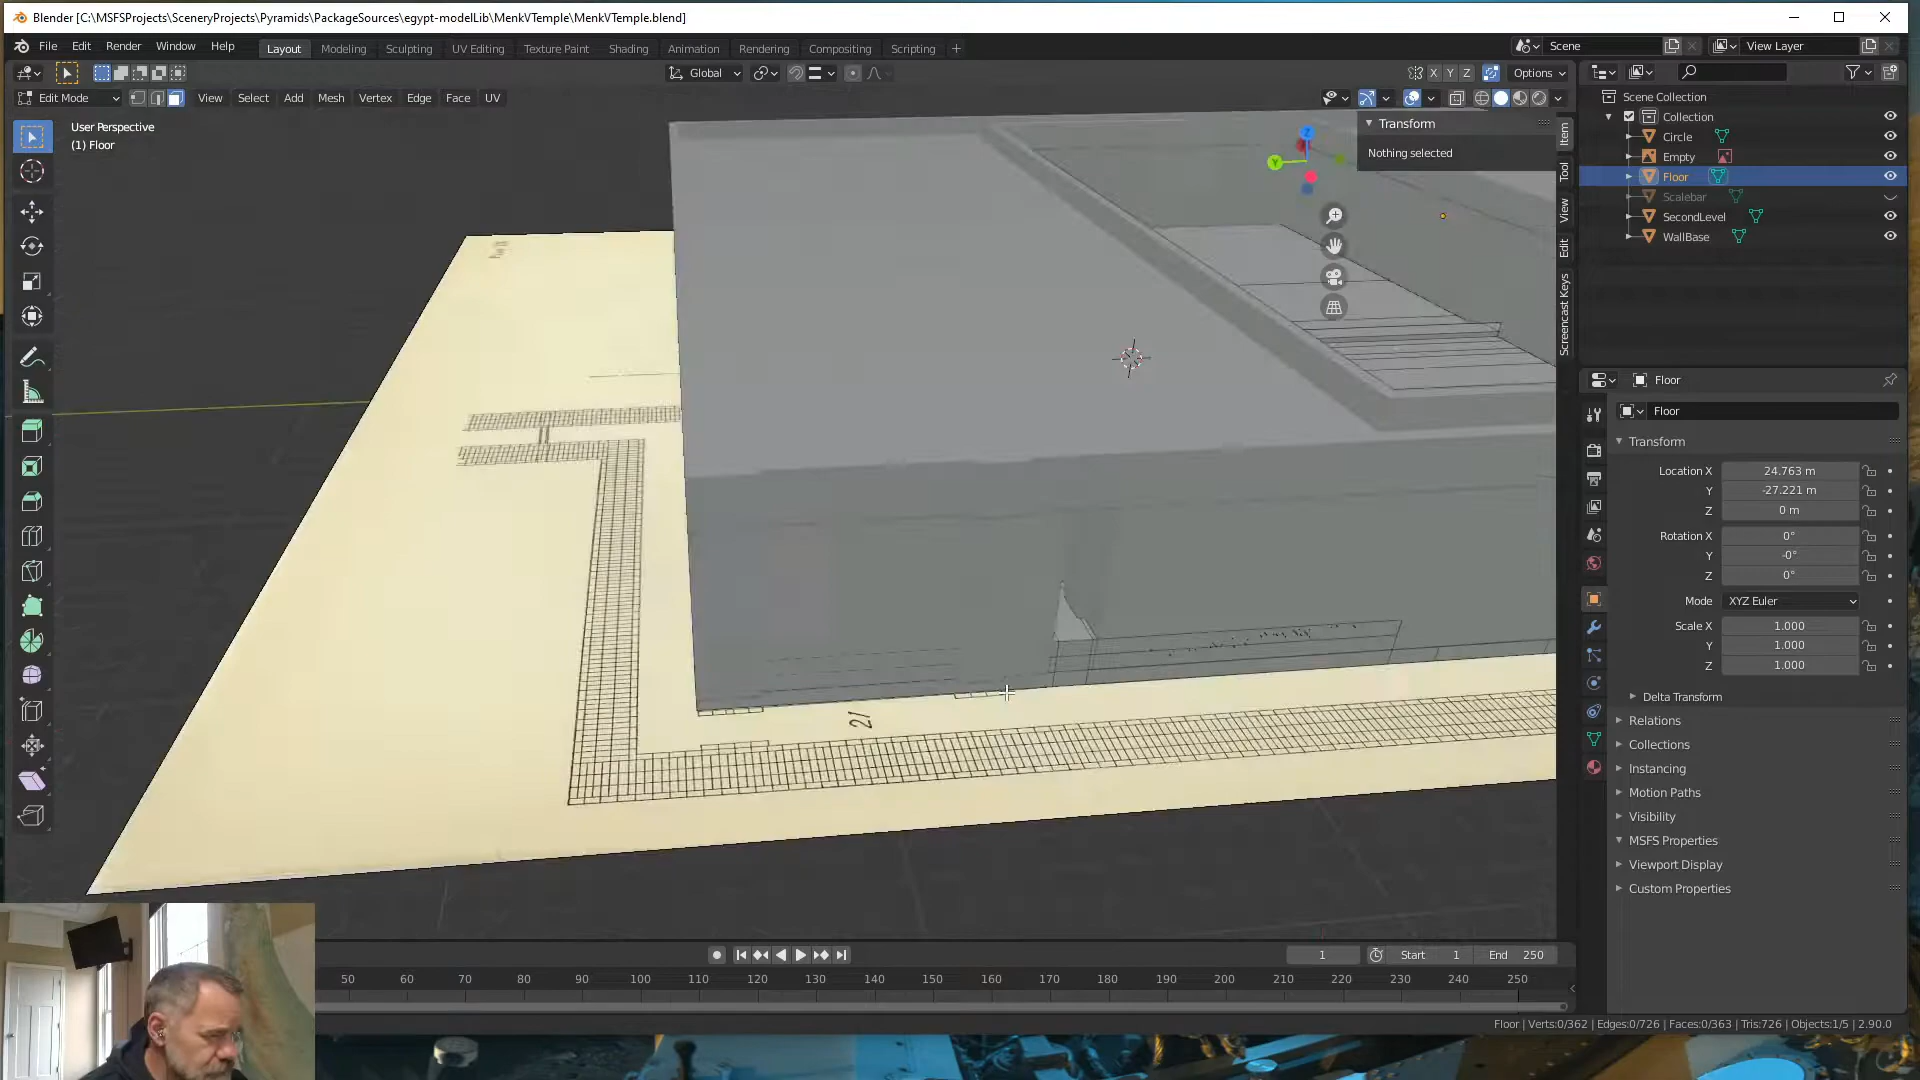 Blender [C:\MSFSProjects\SceneryProjects\Pyramids\PackageSources\egypt-modelLib\MenkVTemple\MenkVTemple.blend]
File Edit Render Window Help Layout Modeling Sculpting UV Editing Texture Paint Shading Animation Rendering Compositing Scripting + Scene View Layer
Global X Y Z Options
Edit Mode View Select Add Mesh Vertex Edge Face UV
User Perspective
(1) Floor
Transform
Nothing selected
Z
Y
Item
Tool
View
Edit
Screencast Keys
21
Scene Collection
Collection
Circle
Empty
Floor
Scalebar
SecondLevel
WallBase
Floor
Floor
Transform
Location X 24.763 m
Y -27.221 m
Z 0 m
Rotation X 0°
Y -0°
Z 0°
Mode XYZ Euler
Scale X 1.000
Y 1.000
Z 1.000
Delta Transform
Relations
Collections
Instancing
Motion Paths
Visibility
MSFS Properties
Viewport Display
Custom Properties
1 Start 1 End 250
50 60 70 80 90 100 110 120 130 140 150 160 170 180 190 200 210 220 230 240 250
Floor | Verts:0/362 | Edges:0/726 | Faces:0/363 | Tris:726 | Objects:1/5 | 2.90.0